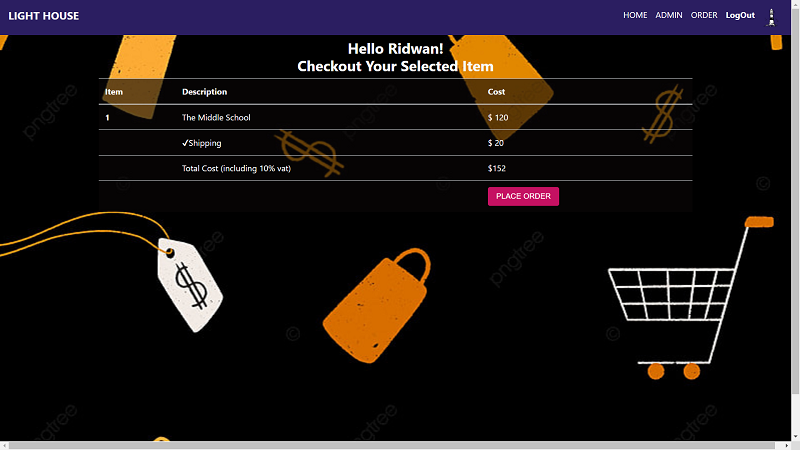 LIGHT HOUSE
HOME ADMIN ORDER LogOut
Hello Ridwan!
Checkout Your Selected Item
Item Description Cost
1 The Middle School $ 120
✓Shipping $ 20
Total Cost (including 10% vat) $152
PLACE ORDER
$
$
$
pngtree
pngtree
pngtree
pngtree
pngtree
pngtree